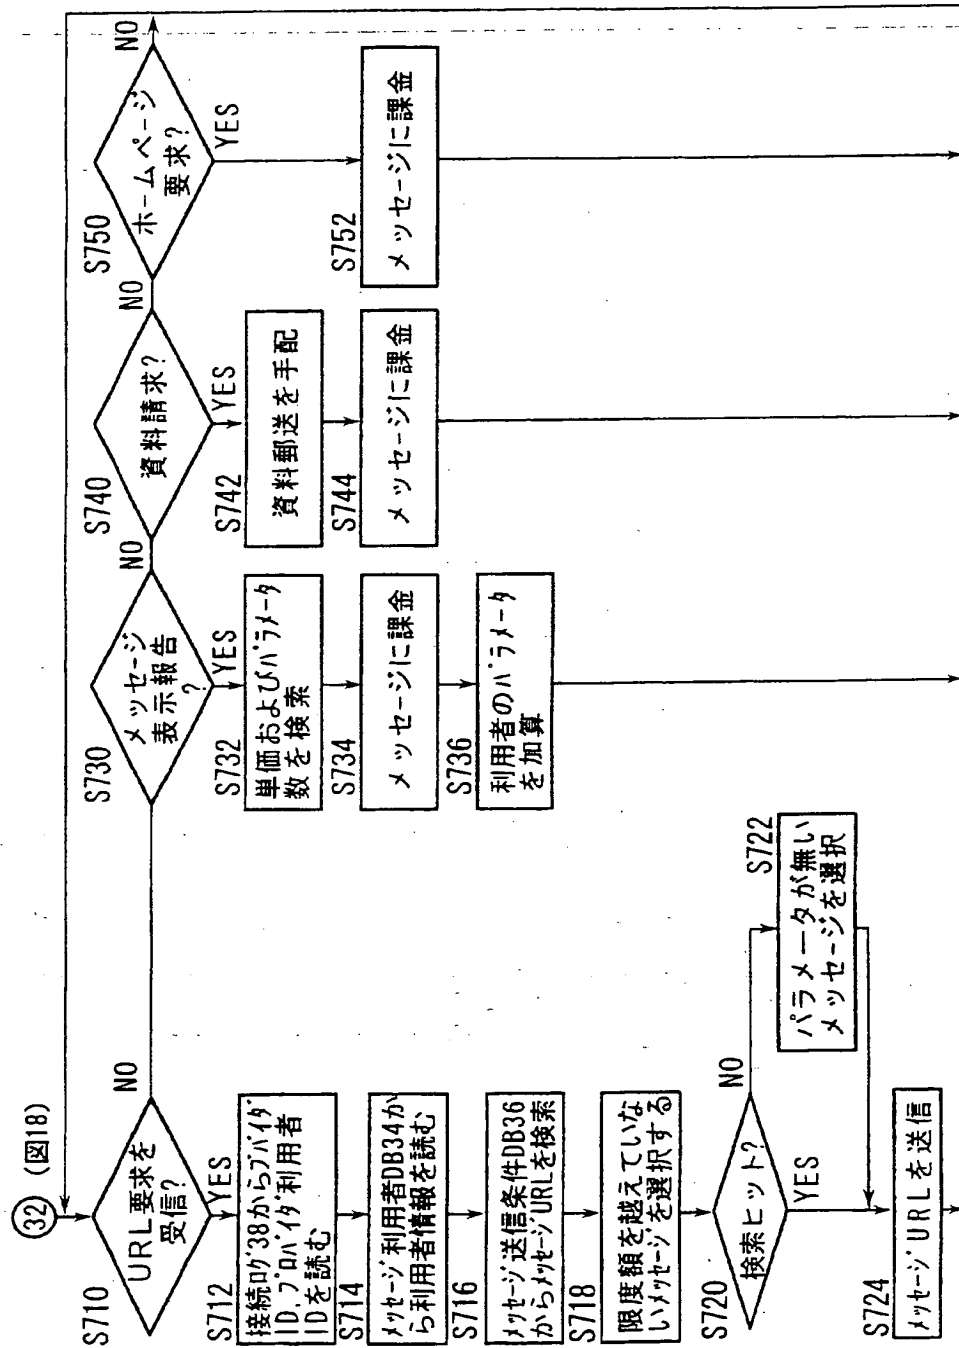 32 (図18)
S710
URL要求を
受信?
NO
YES
S712
接続ログ38からプバイダ
ID,プロバイダ利用者
IDを読む
S714
メッセージ利用者DB34か
ら利用者情報を読む
S716
メッセージ送信条件DB36
からメッセージURLを検索
S718
限度額を越えていな
いメッセージを選択する
S720
検索ヒット?
NO
YES
S722
パラメータが無い
メッセージを選択
S724
メッセージURLを送信
S730
メッセージ
表示報告
?
NO
YES
S732
単価およびパラメータ
数を検索
S734
メッセージに課金
S736
利用者のパラメータ
を加算
S740
資料請求?
NO
YES
S742
資料郵送を手配
S744
メッセージに課金
S750
ホームページ
要求?
NO
YES
S752
メッセージに課金